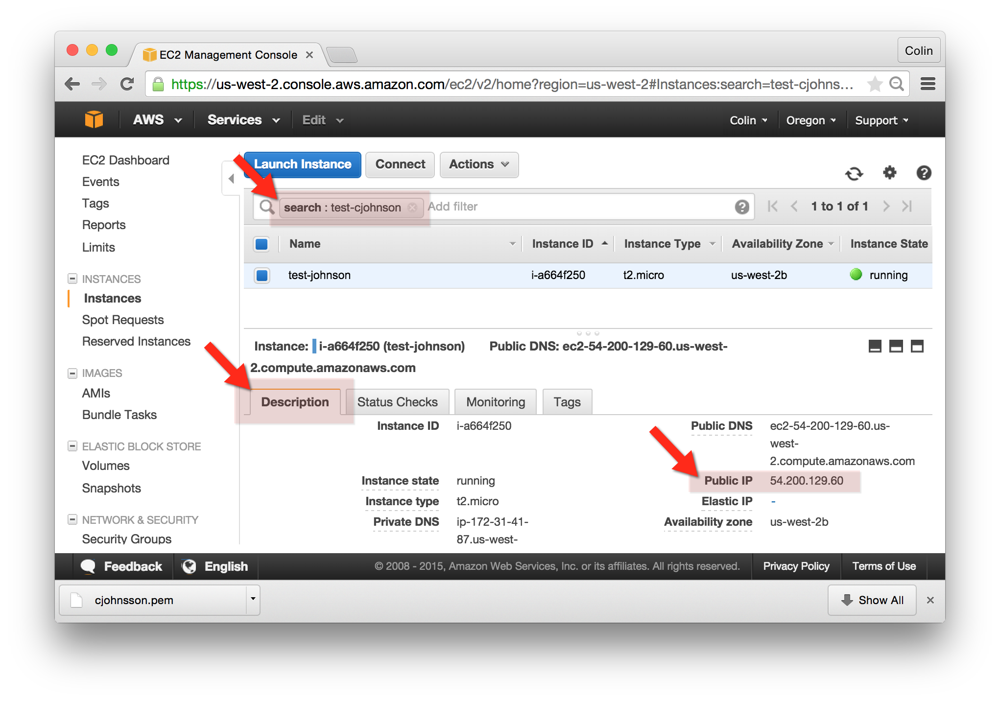 EC2 Management Console
Colin
https://us-west-2.console.aws.amazon.com/ec2/v2/home?region=us-west-2#Instances:search=test-cjohns...
AWS Services Edit Colin Oregon Support
EC2 Dashboard
Events
Tags
Reports
Limits
INSTANCES
Instances
Spot Requests
Reserved Instances
IMAGES
AMIs
Bundle Tasks
ELASTIC BLOCK STORE
Volumes
Snapshots
NETWORK & SECURITY
Security Groups
Launch Instance Connect Actions
search : test-cjohnson Add filter 1 to 1 of 1
Name Instance ID Instance Type Availability Zone Instance State
test-johnson i-a664f250 t2.micro us-west-2b running
Instance: i-a664f250 (test-johnson) Public DNS: ec2-54-200-129-60.us-west-
2.compute.amazonaws.com
Description Status Checks Monitoring Tags
Instance ID i-a664f250
Instance state running
Instance type t2.micro
Private DNS ip-172-31-41-
87.us-west-
Public DNS ec2-54-200-129-60.us-
west-
2.compute.amazonaws.com
Public IP 54.200.129.60
Elastic IP -
Availability zone us-west-2b
Feedback English © 2008 - 2015, Amazon Web Services, Inc. or its affiliates. All rights reserved. Privacy Policy Terms of Use
cjohnsson.pem Show All